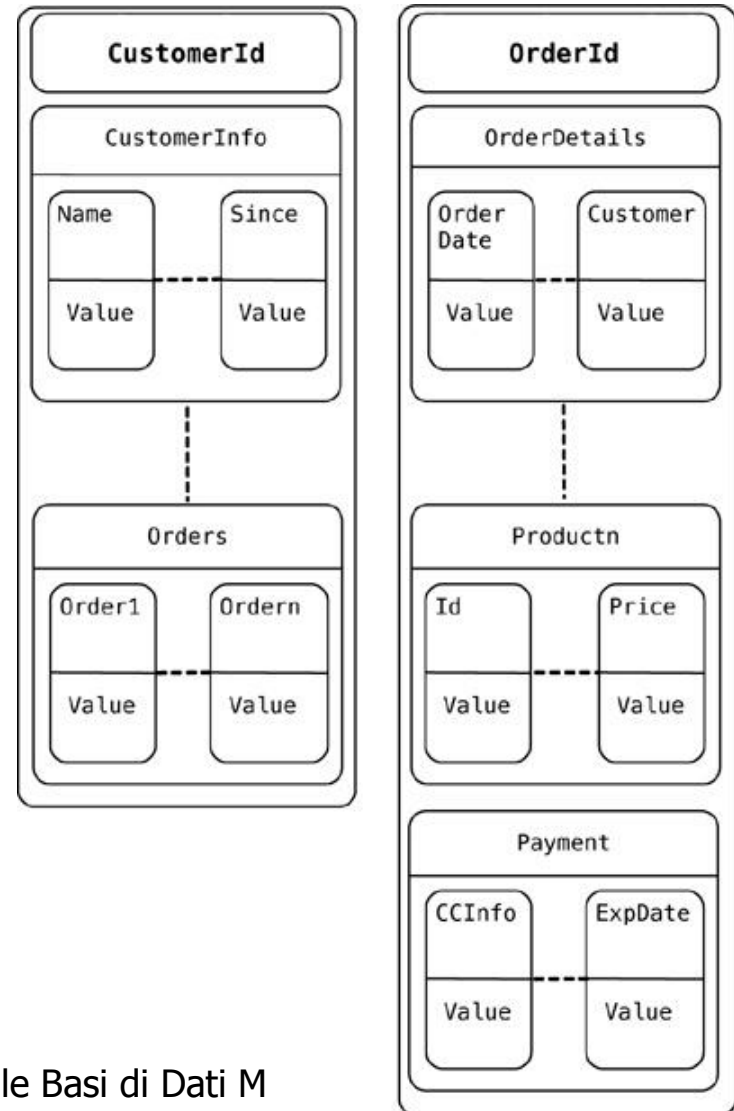 CustomerId
CustomerInfo
Name Since
Value Value
Orders
Order1 Ordern
Value Value
OrderId
OrderDetails
Order Customer
Date
Value Value
Productn
Id Price
Value Value
Payment
CCInfo ExpDate
Value Value
le Basi di Dati M